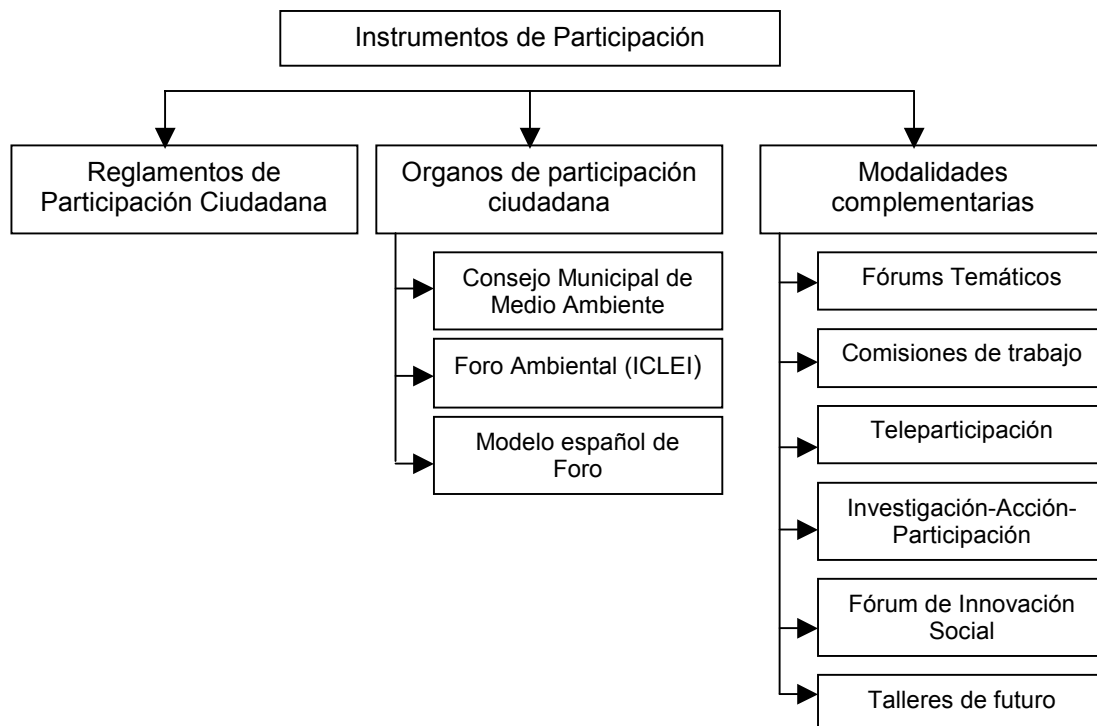 Instrumentos de Participación
Reglamentos de
Participación Ciudadana
Organos de participación
ciudadana
Consejo Municipal de
Medio Ambiente
Foro Ambiental (ICLEI)
Modelo español de
Foro
Modalidades
complementarias
Fórums Temáticos
Comisiones de trabajo
Teleparticipación
Investigación-Acción-
Participación
Fórum de Innovación
Social
Talleres de futuro